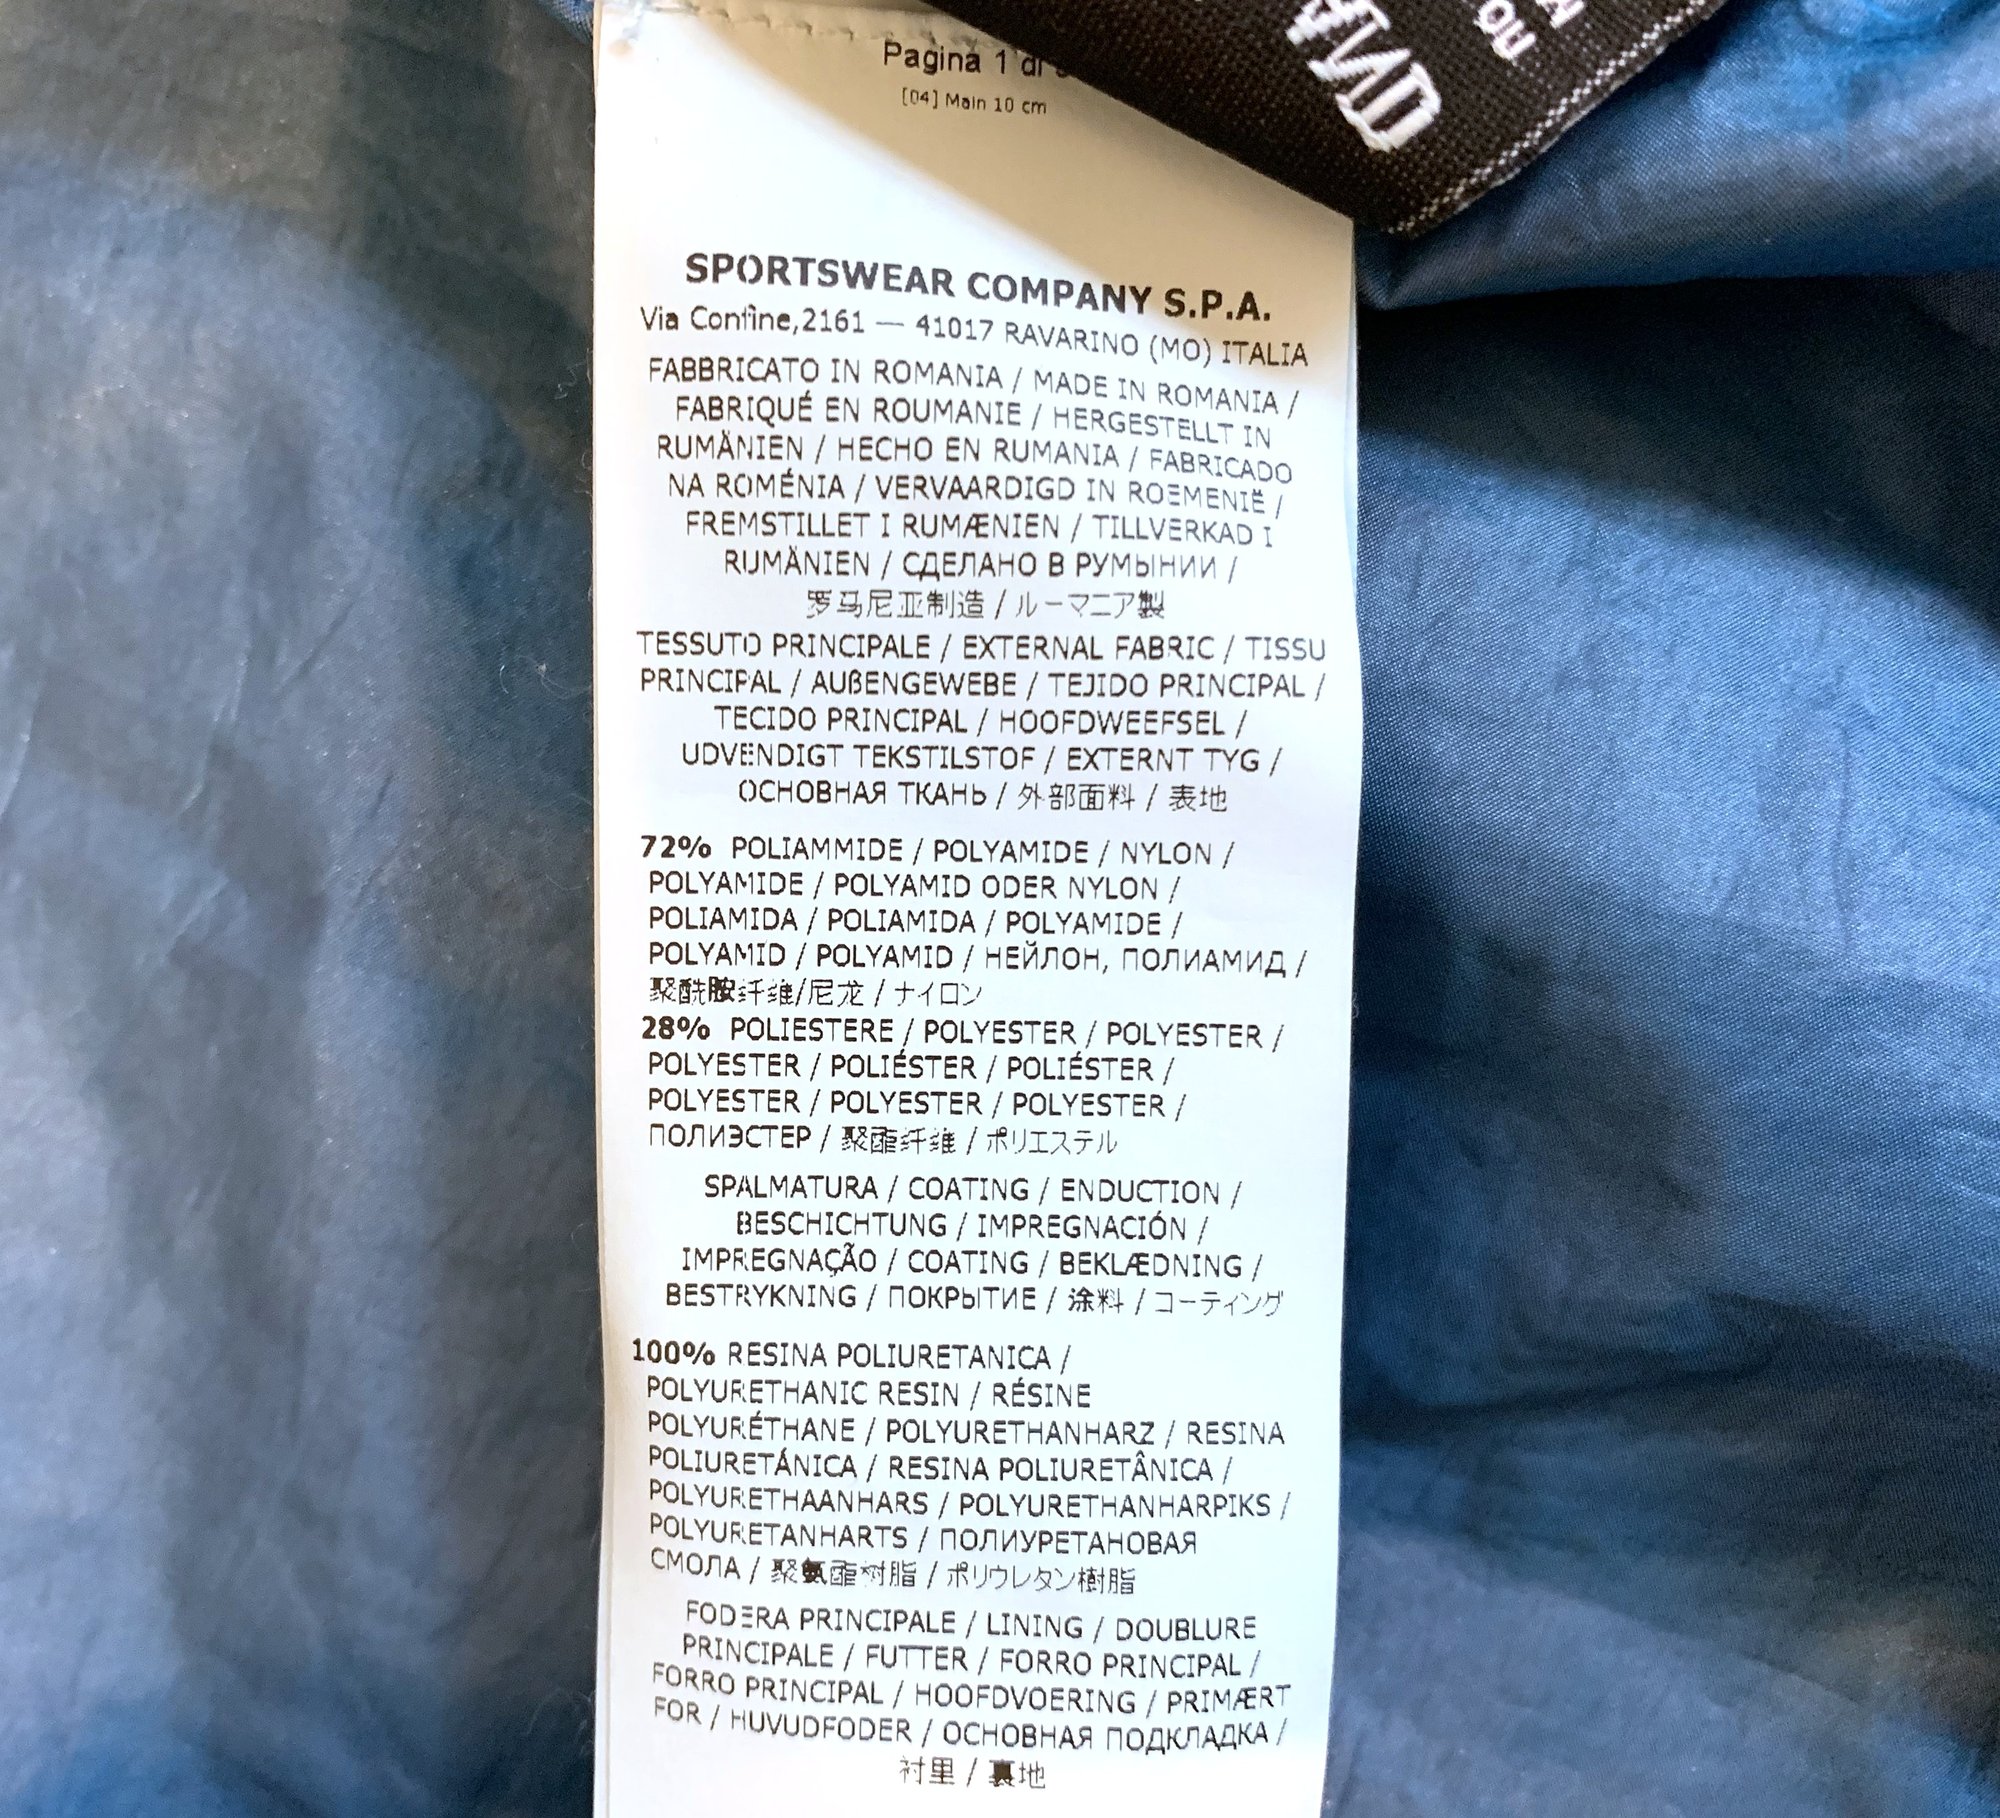 Pagina 1 di
[04] Main 10 cm
SPORTSWEAR COMPANY S.P.A.
Via Confine,2161 — 41017 RAVARINO (MO) ITALIA
FABBRICATO IN ROMANIA / MADE IN ROMANIA /
FABRIQUÉ EN ROUMANIE / HERGESTELLT IN
RUMÄNIEN / HECHO EN RUMANIA / FABRICADO
NA ROMÉNIA / VERVAARDIGD IN ROEMENIË /
FREMSTILLET I RUMÆNIEN / TILLVERKAD I
RUMÄNIEN / СДЕЛАНО В РУМЫНИИ /
罗马尼亚制造 / ルーマニア製
TESSUTO PRINCIPALE / EXTERNAL FABRIC / TISSU
PRINCIPAL / AUßENGEWEBE / TEJIDO PRINCIPAL /
TECIDO PRINCIPAL / HOOFDWEEFSEL /
UDVENDIGT TEKSTILSTOF / EXTERNT TYG /
ОСНОВНАЯ ТКАНЬ / 外部面料 / 表地
72% POLIAMMIDE / POLYAMIDE / NYLON /
POLYAMIDE / POLYAMID ODER NYLON /
POLIAMIDA / POLIAMIDA / POLYAMIDE /
POLYAMID / POLYAMID / НЕЙЛОН, ПОЛИАМИД /
聚酰胺纤维/尼龙 / ナイロン
28% POLIESTERE / POLYESTER / POLYESTER /
POLYESTER / POLIÉSTER / POLIÉSTER /
POLYESTER / POLYESTER / POLYESTER /
ПОЛИЭСТЕР / 聚酯纤维 / ポリエステル
SPALMATURA / COATING / ENDUCTION /
BESCHICHTUNG / IMPREGNACIÓN /
IMPREGNAÇÃO / COATING / BEKLÆDNING /
BESTRYKNING / ПОКРЫТИЕ / 涂料 / コーティング
100% RESINA POLIURETANICA /
POLYURETHANIC RESIN / RÉSINE
POLYURÉTHANE / POLYURETHANHARZ / RESINA
POLIURETÁNICA / RESINA POLIURETÂNICA /
POLYURETHAANHARS / POLYURETHANHARPIKS /
POLYURETANHARTS / ПОЛИУРЕТАНОВАЯ
СМОЛА / 聚氨酯树脂 / ポリウレタン樹脂
FODERA PRINCIPALE / LINING / DOUBLURE
PRINCIPALE / FUTTER / FORRO PRINCIPAL /
FORRO PRINCIPAL / HOOFDVOERING / PRIMÆRT
FOR / HUVUDFODER / ОСНОВНАЯ ПОДКЛАДКА /
衬里 / 裏地